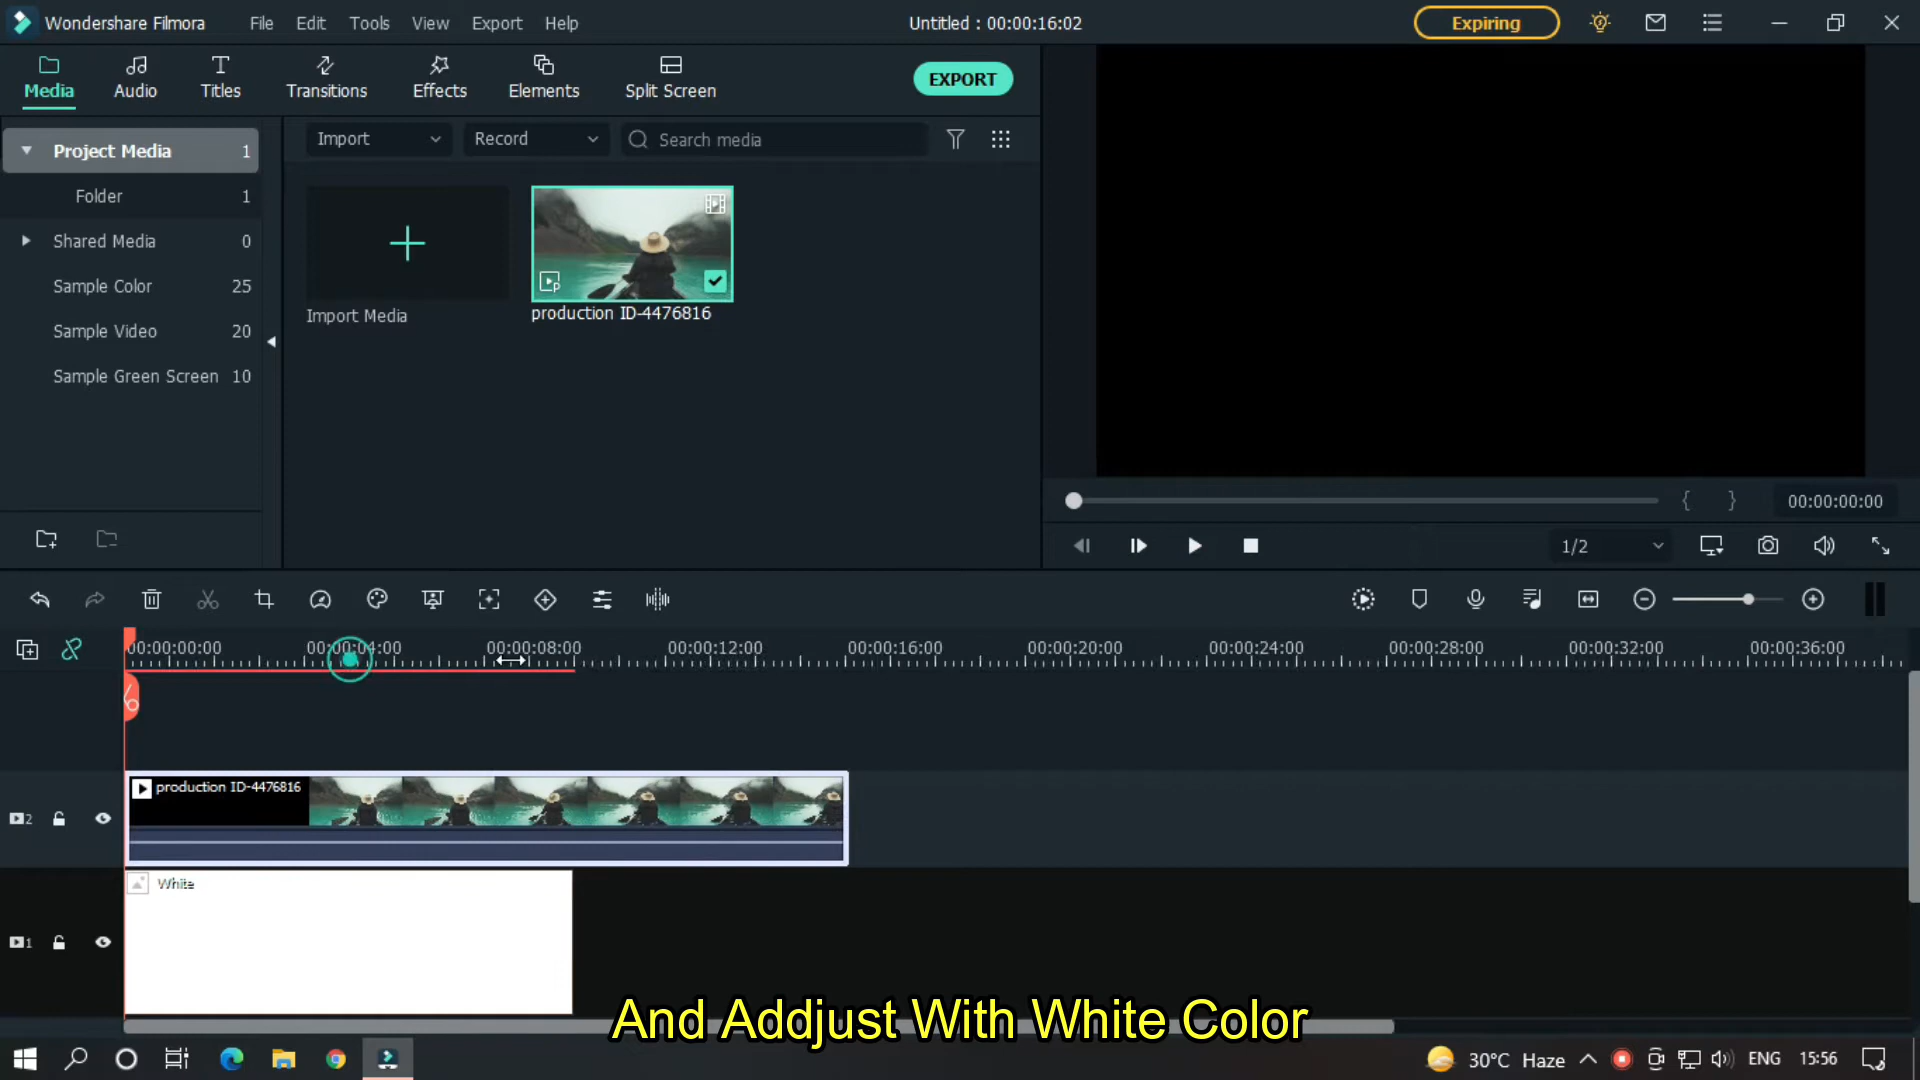 Wondershare Filmora
File Edit Tools View Export Help
Untitled : 00:00:16:02
Expiring
Media Audio Titles Transitions Effects Elements Split Screen
EXPORT
Project Media 1
Folder 1
Shared Media 0
Sample Color 25
Sample Video 20
Sample Green Screen 10
Import Record Search media
Import Media
production ID-4476816
00:00:00:00
1/2
00:00:00:00 00:00:04:00 00:00:08:00 00:00:12:00 00:00:16:00 00:00:20:00 00:00:24:00 00:00:28:00 00:00:32:00 00:00:36:00
2
production ID-4476816
1
White
And Addjust With White Color
30°C Haze
ENG
15:56